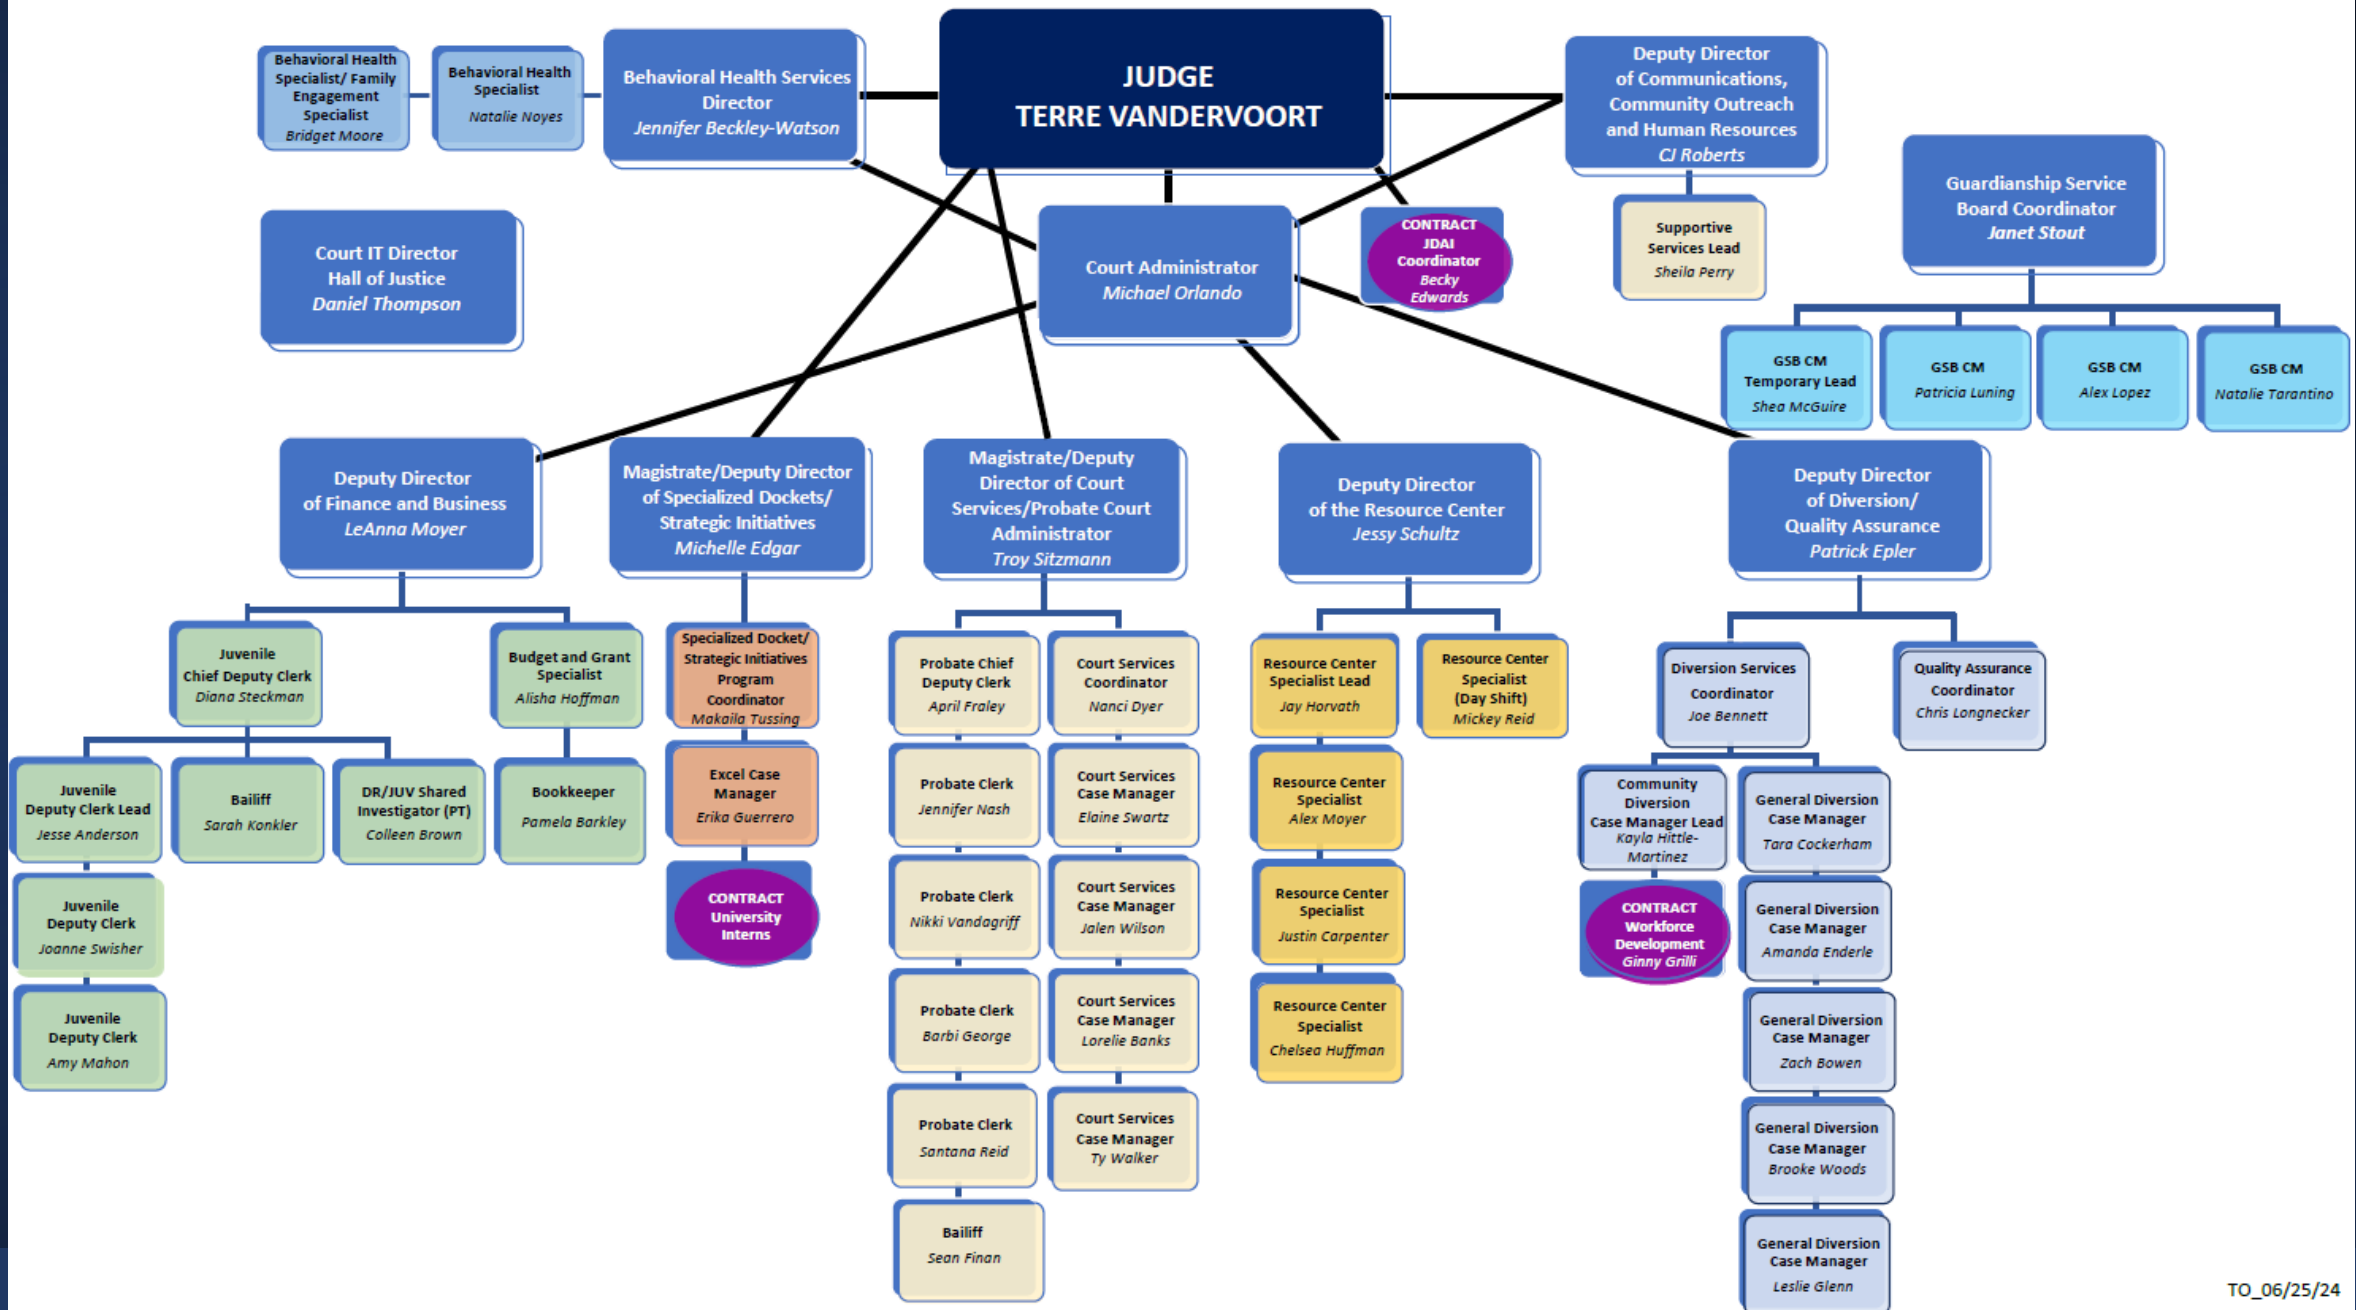 Behavioral Health
Specialist/ Family
Engagement
Specialist
Bridget Moore
Behavioral Health
Specialist
Natalie Noyes
Behavioral Health Services
Director
Jennifer Beckley-Watson
JUDGE
TERRE VANDERVOORT
Deputy Director
of Communications,
Community Outreach
and Human Resources
CJ Roberts
Supportive
Services Lead
Sheila Perry
Guardianship Service
Board Coordinator
Janet Stout
Court IT Director
Hall of Justice
Daniel Thompson
Court Administrator
Michael Orlando
CONTRACT
JDAI
Coordinator
Becky
Edwards
GSB CM
Temporary Lead
Shea McGuire
GSB CM
Patricia Luning
GSB CM
Alex Lopez
GSB CM
Natalie Tarantino
Deputy Director
of Finance and Business
LeAnna Moyer
Magistrate/Deputy Director
of Specialized Dockets/
Strategic Initiatives
Michelle Edgar
Magistrate/Deputy
Director of Court
Services/Probate Court
Administrator
Troy Sitzmann
Deputy Director
of the Resource Center
Jessy Schultz
Deputy Director
of Diversion/
Quality Assurance
Patrick Epler
Juvenile
Chief Deputy Clerk
Diana Steckman
Budget and Grant
Specialist
Alisha Hoffman
Juvenile
Deputy Clerk Lead
Jesse Anderson
Bailiff
Sarah Konkler
DR/JUV Shared
Investigator (PT)
Colleen Brown
Bookkeeper
Pamela Barkley
Juvenile
Deputy Clerk
Joanne Swisher
Juvenile
Deputy Clerk
Amy Mahon
Specialized Docket/
Strategic Initiatives
Program
Coordinator
Makaila Tussing
Excel Case
Manager
Erika Guerrero
CONTRACT
University
Interns
Probate Chief
Deputy Clerk
April Fraley
Probate Clerk
Jennifer Nash
Probate Clerk
Nikki Vandagriff
Probate Clerk
Barbi George
Probate Clerk
Santana Reid
Bailiff
Sean Finan
Court Services
Coordinator
Nanci Dyer
Court Services
Case Manager
Elaine Swartz
Court Services
Case Manager
Jalen Wilson
Court Services
Case Manager
Lorelie Banks
Court Services
Case Manager
Ty Walker
Resource Center
Specialist Lead
Jay Horvath
Resource Center
Specialist
Alex Moyer
Resource Center
Specialist
Justin Carpenter
Resource Center
Specialist
Chelsea Huffman
Resource Center
Specialist
(Day Shift)
Mickey Reid
Diversion Services
Coordinator
Joe Bennett
Quality Assurance
Coordinator
Chris Longnecker
Community
Diversion
Case Manager Lead
Kayla Hittle-
Martinez
CONTRACT
Workforce
Development
Ginny Grilli
General Diversion
Case Manager
Tara Cockerham
General Diversion
Case Manager
Amanda Enderle
General Diversion
Case Manager
Zach Bowen
General Diversion
Case Manager
Brooke Woods
General Diversion
Case Manager
Leslie Glenn
TO_06/25/24